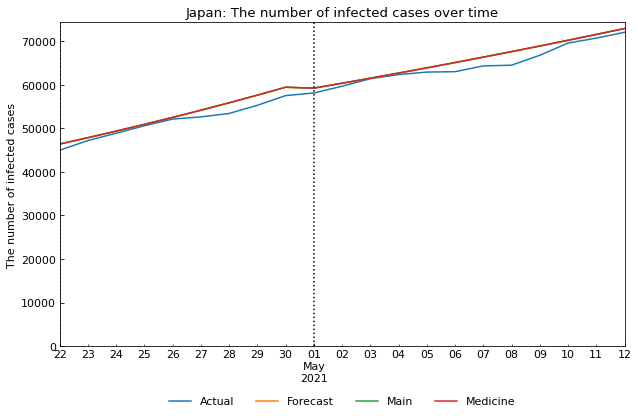 Japan: The number of infected cases over time
The number of infected cases
70000
60000
50000
40000
30000
20000
10000
0
22 23 24 25 26 27 28 29 30 01 02 03 04 05 06 07 08 09 10 11 12
May
2021
Actual Forecast Main Medicine